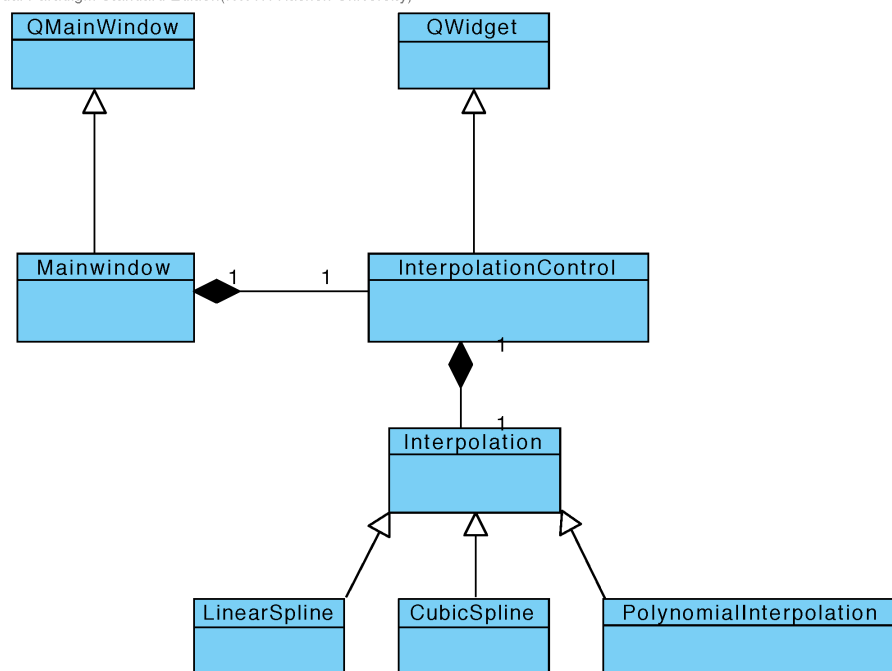 QMainWindow
QWidget
Mainwindow
1
1
InterpolationControl
1
1
Interpolation
LinearSpline
CubicSpline
PolynomialInterpolation